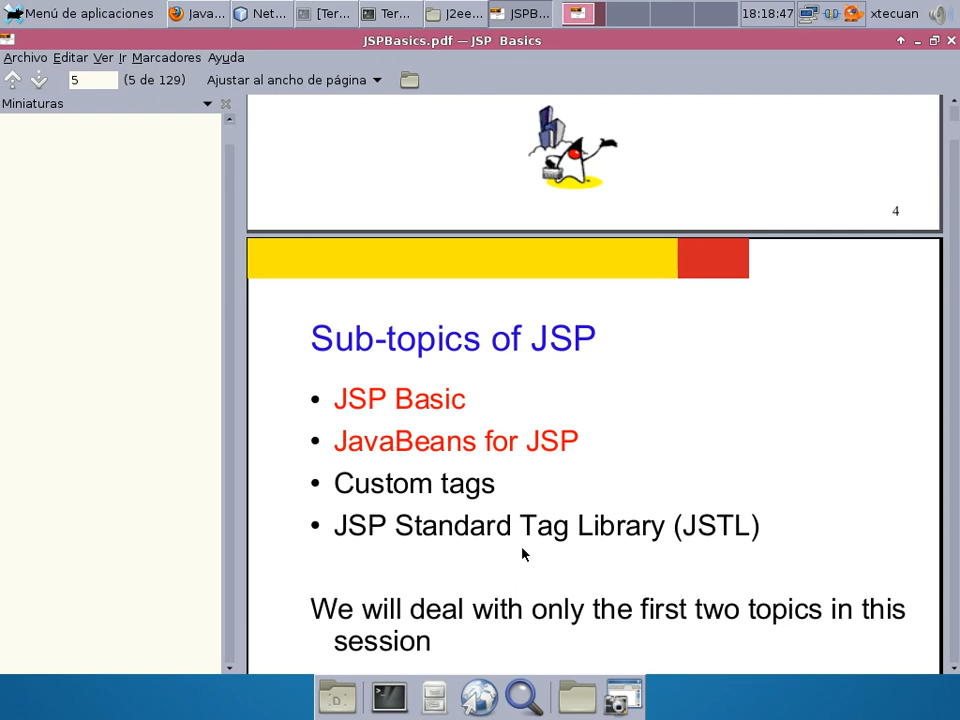 Menú de aplicaciones
Java...
Net...
[Ter...
Ter...
J2ee...
JSPB...
18:18:47
xtecuan
JSPBasics.pdf — JSP Basics
Archivo Editar Ver Ir Marcadores Ayuda
5 (5 de 129) Ajustar al ancho de página
Miniaturas
4
Sub-topics of JSP
• JSP Basic
• JavaBeans for JSP
• Custom tags
• JSP Standard Tag Library (JSTL)
We will deal with only the first two topics in this
session